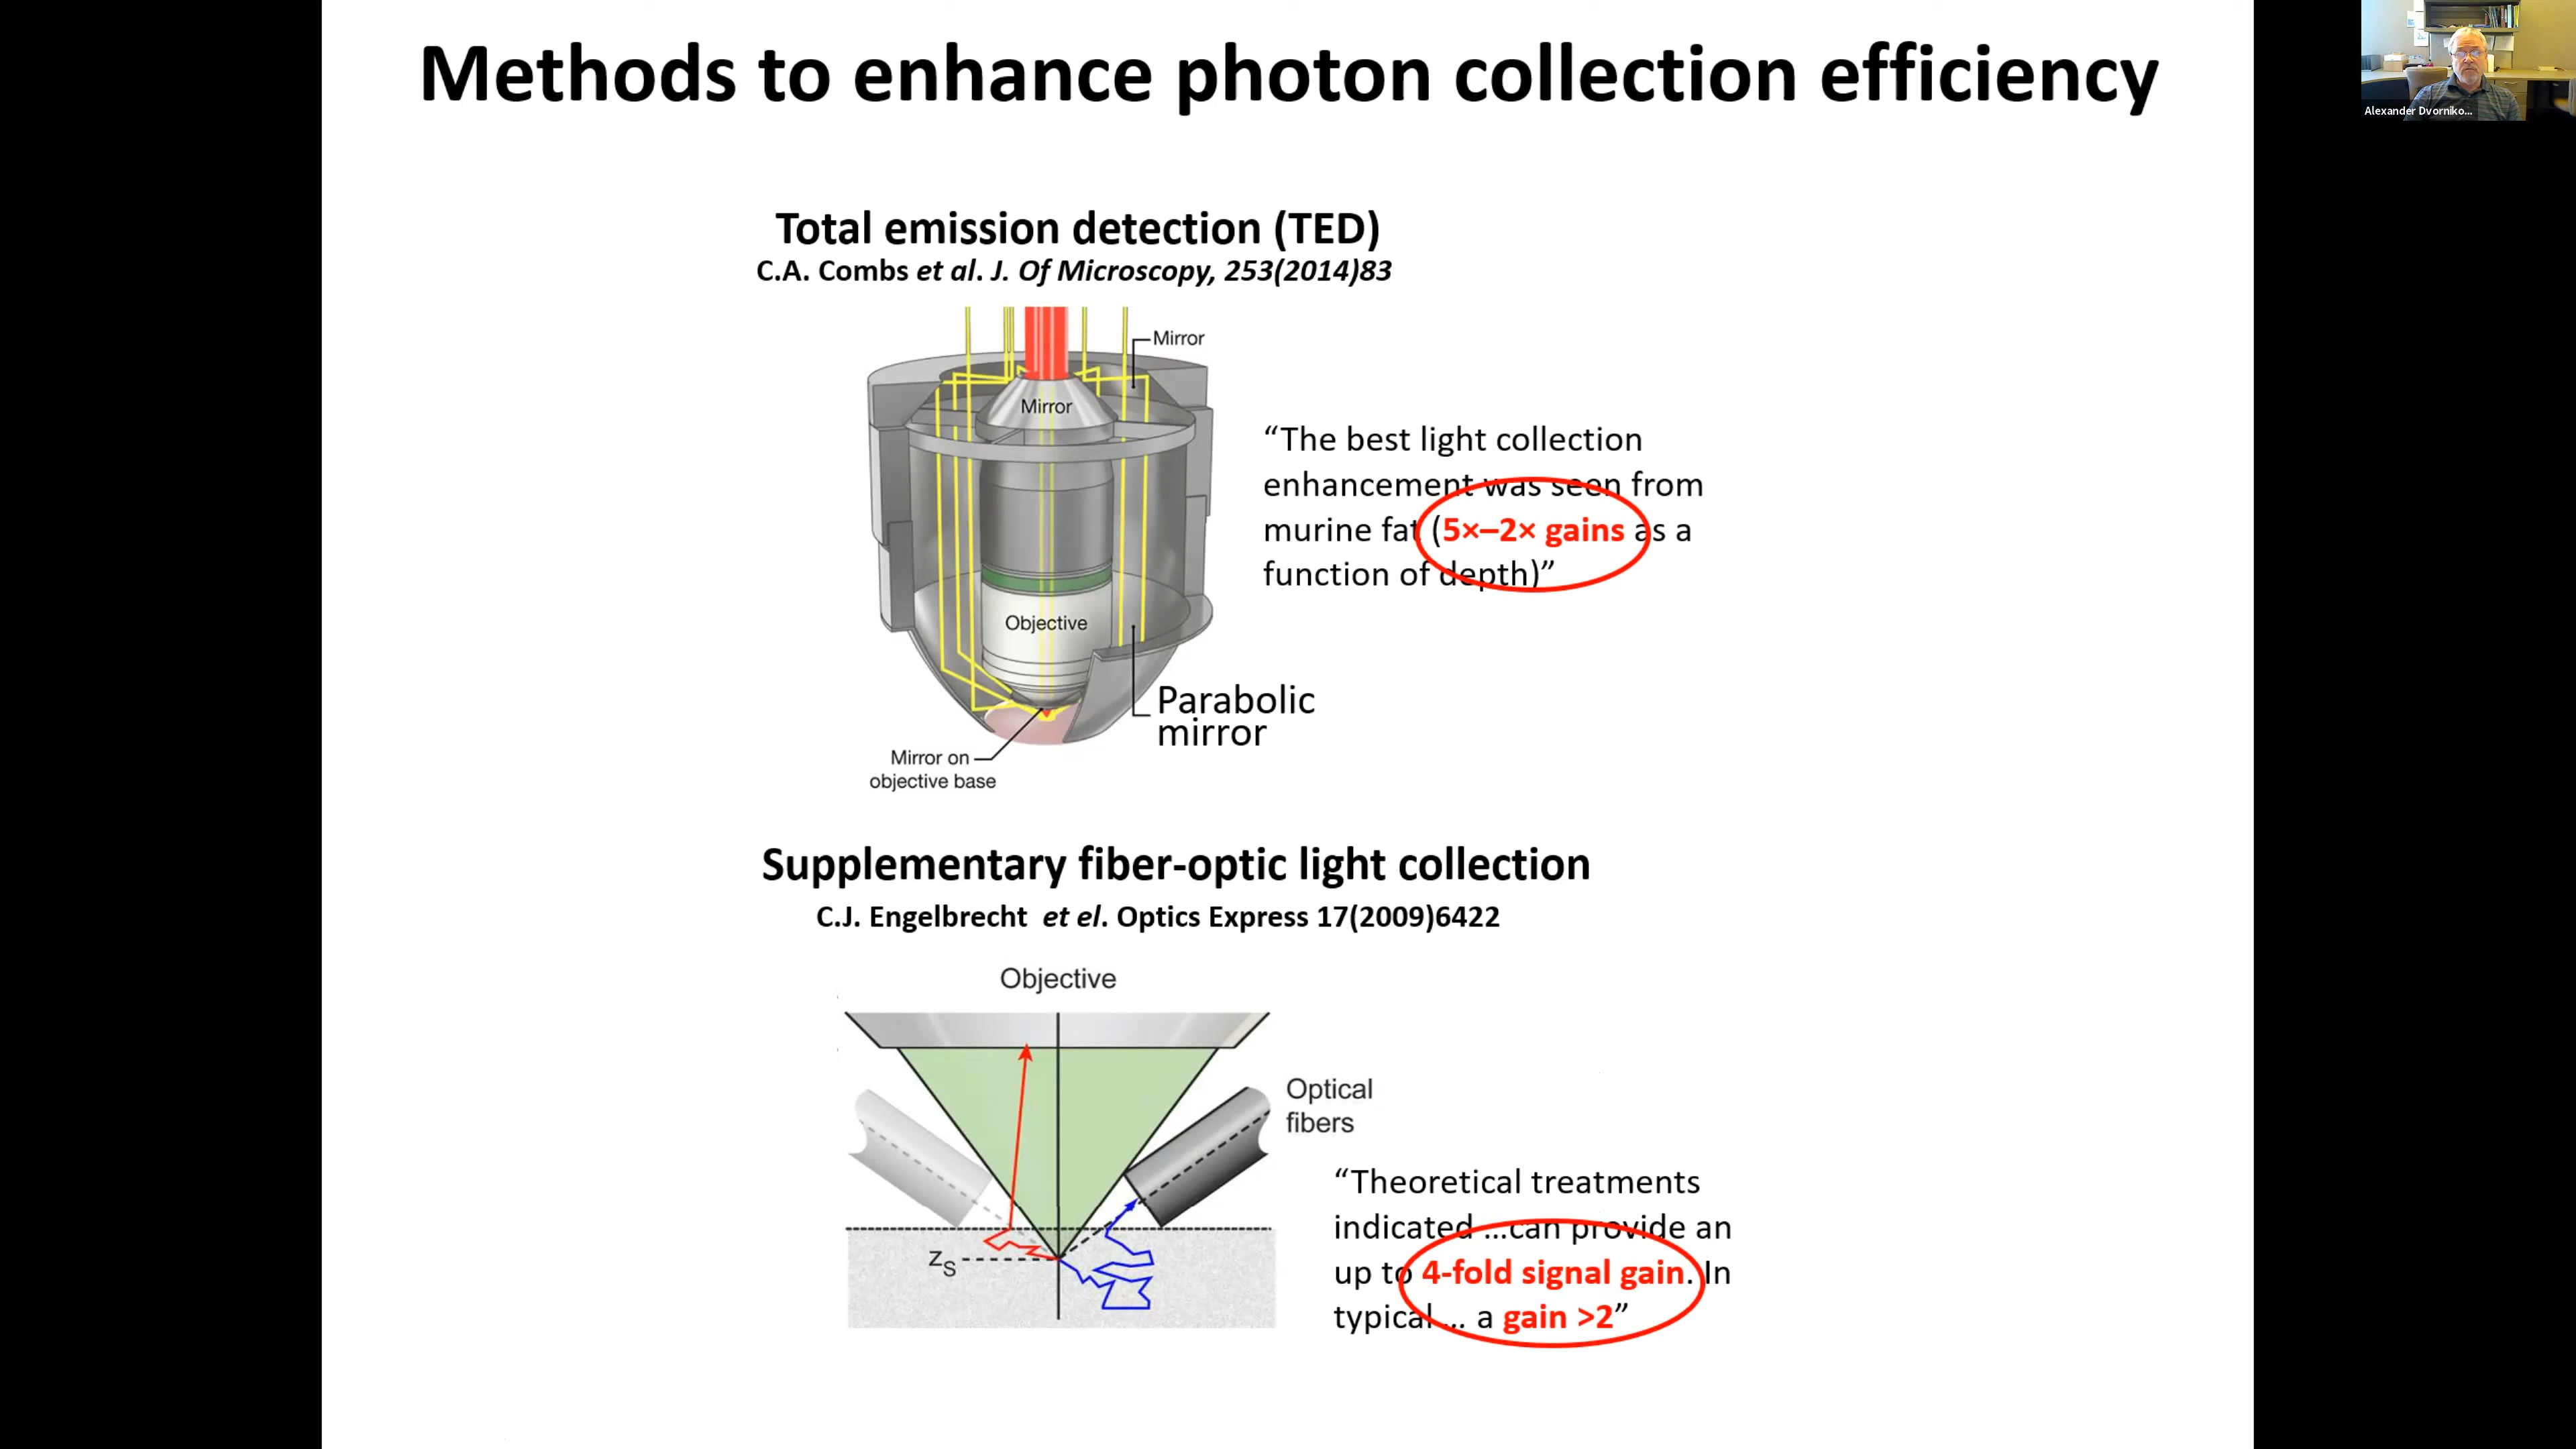 Methods to enhance photon collection efficiency
Alexander Dvorniko...
Total emission detection (TED)
C.A. Combs et al. J. Of Microscopy, 253(2014)83
Mirror
Mirror
“The best light collection
enhancement was seen from
murine fat (5×–2× gains as a
function of depth)”
Objective
Parabolic
mirror
Mirror on
objective base
Supplementary fiber-optic light collection
C.J. Engelbrecht et el. Optics Express 17(2009)6422
Objective
Optical
fibers
“Theoretical treatments
indicated ...can provide an
up to 4-fold signal gain. In
typical... a gain >2”
zS